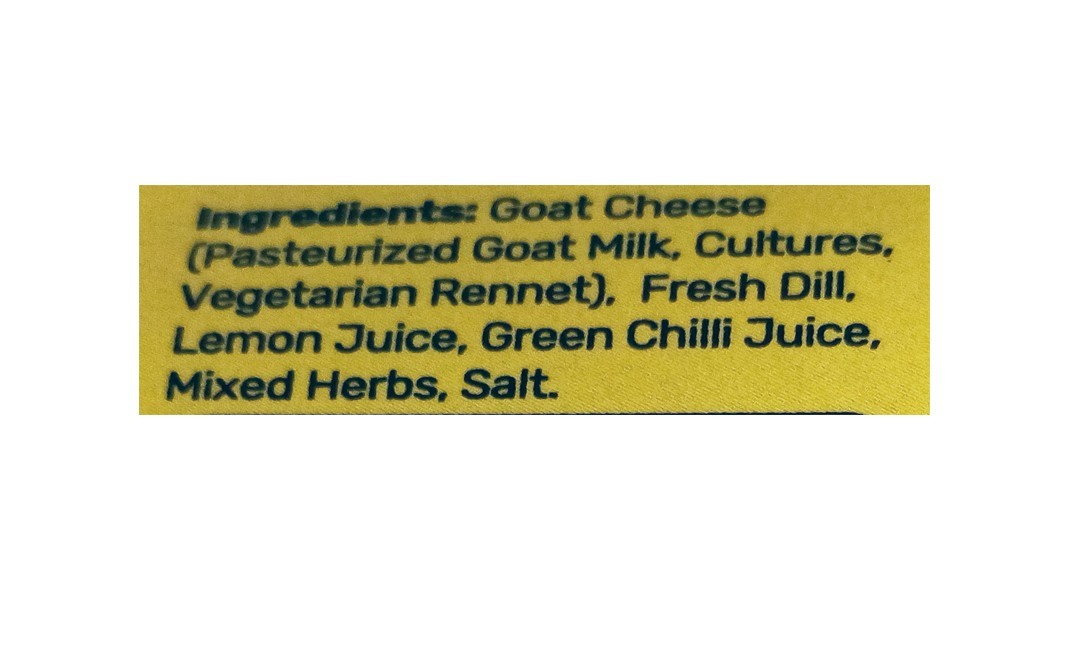 Ingredients: Goat Cheese
(Pasteurized Goat Milk, Cultures,
Vegetarian Rennet), Fresh Dill,
Lemon Juice, Green Chilli Juice,
Mixed Herbs, Salt.